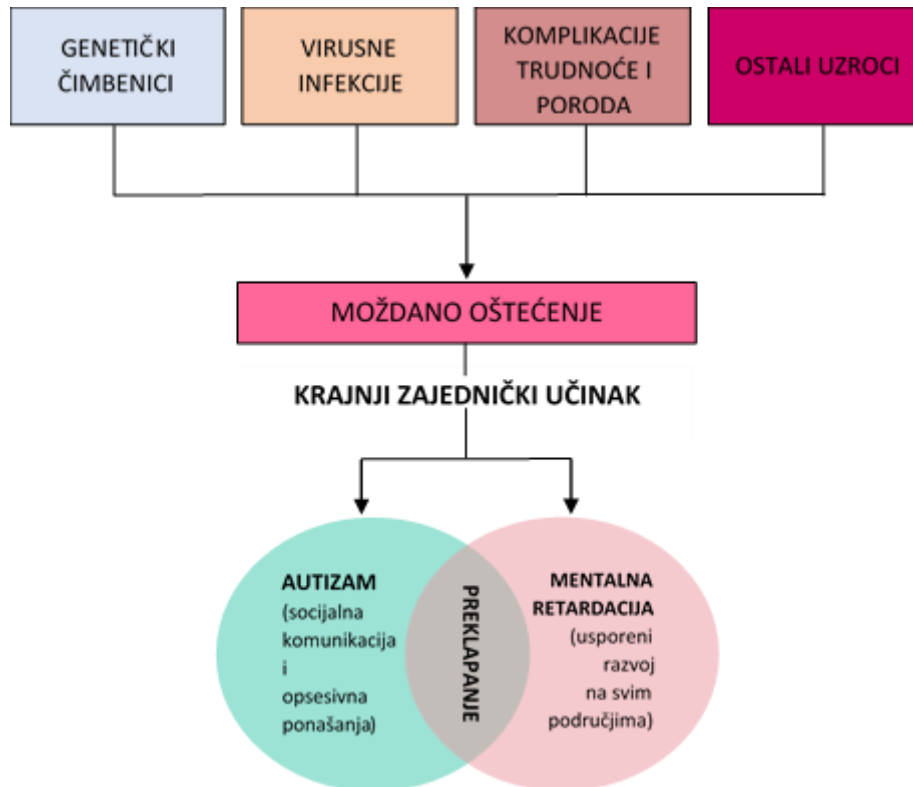 GENETIČKI
ČIMBENICI
VIRUSNE
INFEKCIJE
KOMPLIKACIJE
TRUDNOĆE I
PORODA
OSTALI UZROCI
MOŽDANO OŠTEĆENJE
KRAJNJI ZAJEDNIČKI UČINAK
AUTIZAM
(socijalna
komunikacija
i
opsesivna
ponašanja)
PREKLAPANJE
MENTALNA
RETARDACIJA
(usporeni
razvoj
na svim
područjima)